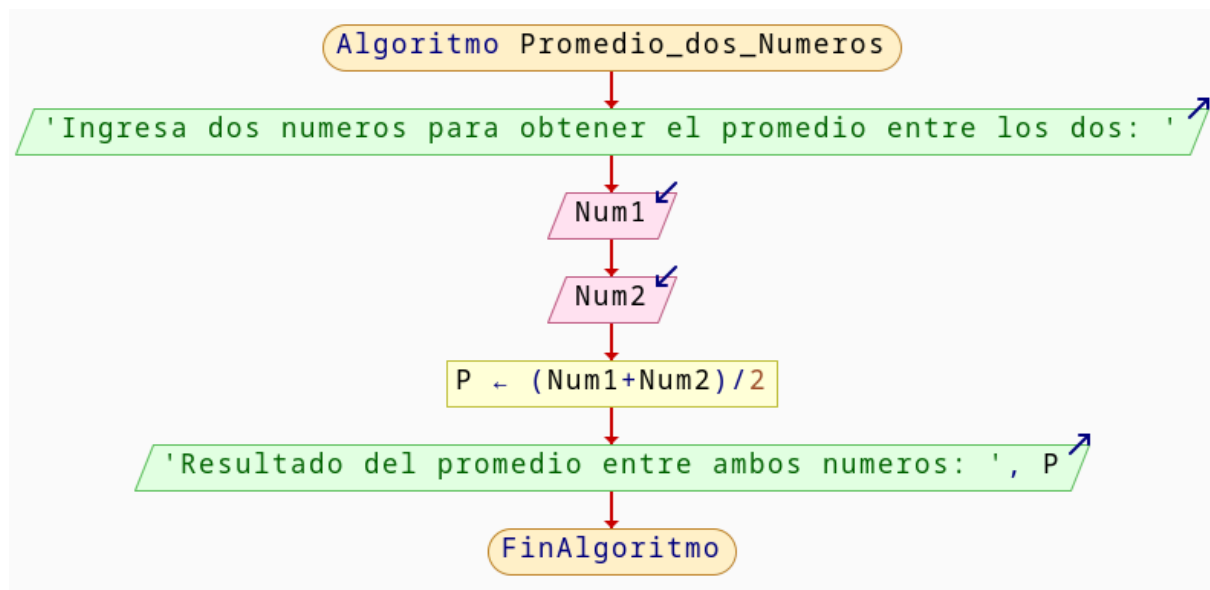 Algoritmo Promedio_dos_Numeros
'Ingresa dos numeros para obtener el promedio entre los dos: '
Num1
Num2
P ← (Num1+Num2)/2
'Resultado del promedio entre ambos numeros: ', P
FinAlgoritmo